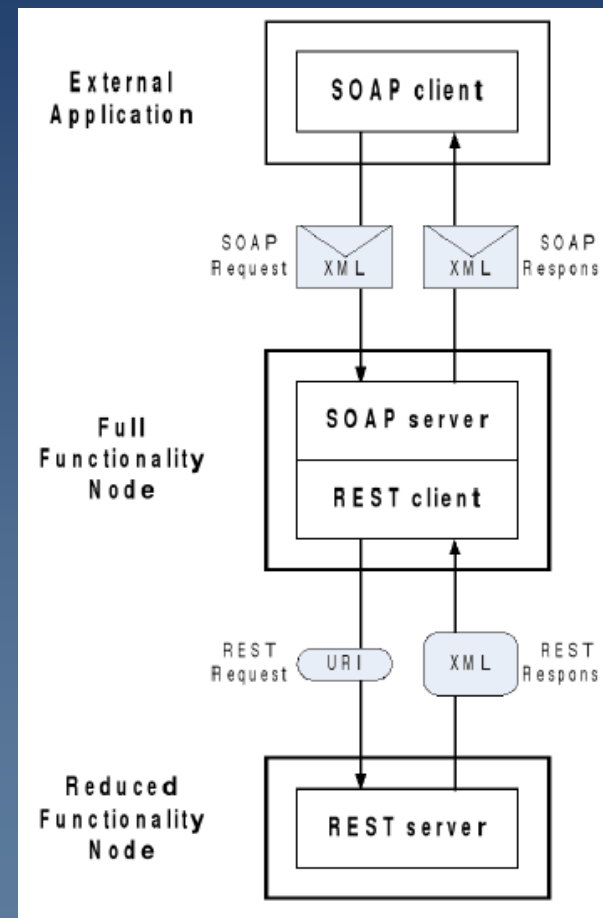 External
Application
SOAP client
SOAP
Request
XML
XML
SOAP
Respons
Full
Functionality
Node
SOAP server
REST client
REST
Request
URI
XML
REST
Respons
Reduced
Functionality
Node
REST server